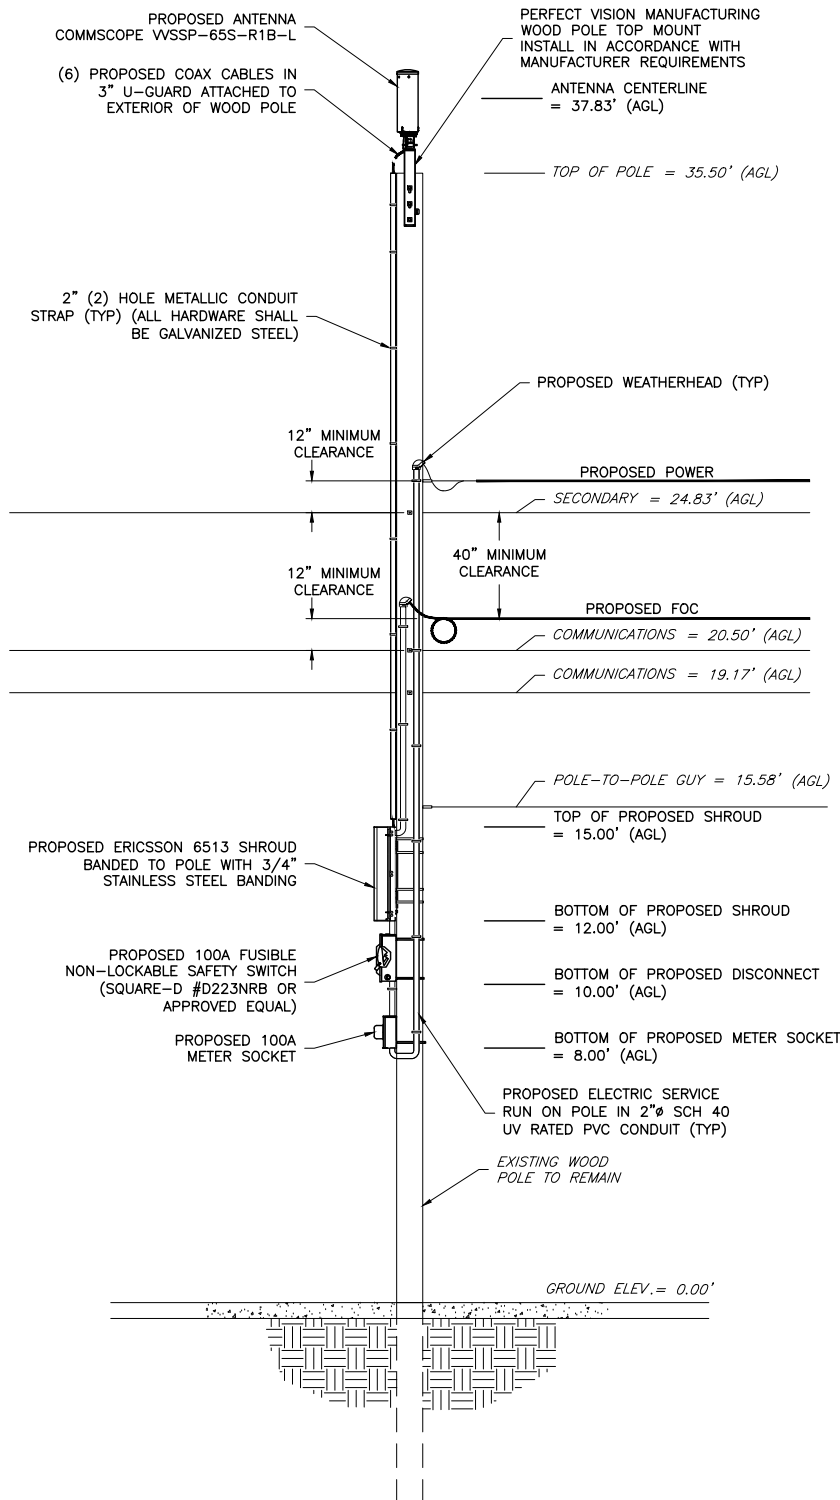 PROPOSED ANTENNA
COMMSCOPE VVSSP-65S-R1B-L
PERFECT VISION MANUFACTURING
WOOD POLE TOP MOUNT
INSTALL IN ACCORDANCE WITH
MANUFACTURER REQUIREMENTS
(6) PROPOSED COAX CABLES IN
3" U-GUARD ATTACHED TO
EXTERIOR OF WOOD POLE
ANTENNA CENTERLINE
= 37.83' (AGL)
TOP OF POLE = 35.50' (AGL)
2" (2) HOLE METALLIC CONDUIT
STRAP (TYP) (ALL HARDWARE SHALL
BE GALVANIZED STEEL)
PROPOSED WEATHERHEAD (TYP)
12" MINIMUM
CLEARANCE
PROPOSED POWER
SECONDARY = 24.83' (AGL)
40" MINIMUM
CLEARANCE
12" MINIMUM
CLEARANCE
PROPOSED FOC
COMMUNICATIONS = 20.50' (AGL)
COMMUNICATIONS = 19.17' (AGL)
POLE-TO-POLE GUY = 15.58' (AGL)
TOP OF PROPOSED SHROUD
= 15.00' (AGL)
PROPOSED ERICSSON 6513 SHROUD
BANDED TO POLE WITH 3/4"
STAINLESS STEEL BANDING
BOTTOM OF PROPOSED SHROUD
= 12.00' (AGL)
PROPOSED 100A FUSIBLE
NON-LOCKABLE SAFETY SWITCH
(SQUARE-D #D223NRB OR
APPROVED EQUAL)
BOTTOM OF PROPOSED DISCONNECT
= 10.00' (AGL)
PROPOSED 100A
METER SOCKET
BOTTOM OF PROPOSED METER SOCKET
= 8.00' (AGL)
PROPOSED ELECTRIC SERVICE
RUN ON POLE IN 2"ø SCH 40
UV RATED PVC CONDUIT (TYP)
EXISTING WOOD
POLE TO REMAIN
GROUND ELEV.= 0.00'